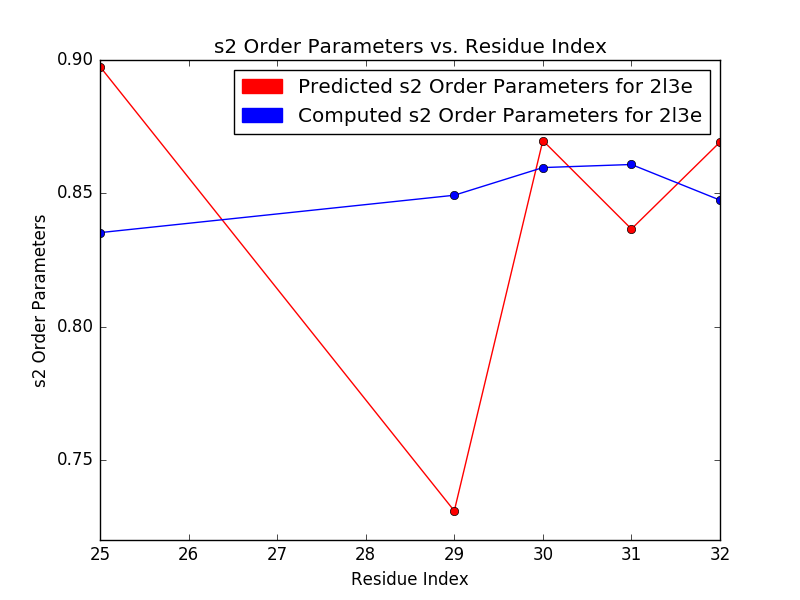 s2 Order Parameters vs. Residue Index
Predicted s2 Order Parameters for 2l3e
Computed s2 Order Parameters for 2l3e
0.90
0.85
0.80
0.75
s2 Order Parameters
25 26 27 28 29 30 31 32
Residue Index